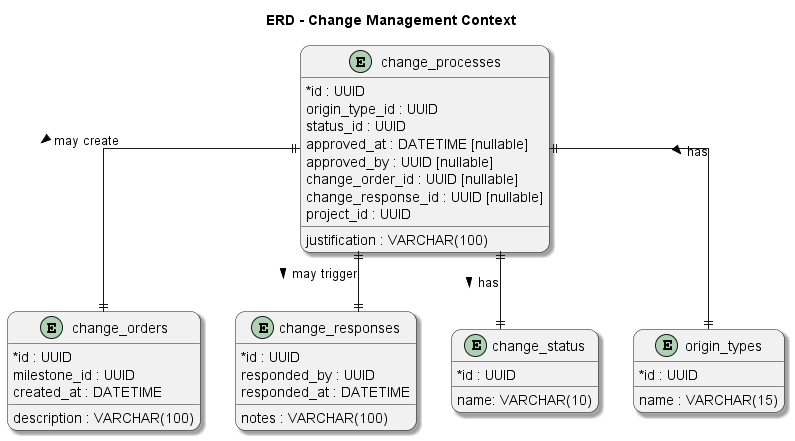 ERD - Change Management Context
E change_processes
*id : UUID
origin_type_id : UUID
status_id : UUID
approved_at : DATETIME [nullable]
approved_by : UUID [nullable]
change_order_id : UUID [nullable]
change_response_id : UUID [nullable]
project_id : UUID
justification : VARCHAR(100)
may create
has
may trigger
has
E change_orders
*id : UUID
milestone_id : UUID
created_at : DATETIME
description : VARCHAR(100)
E change_responses
*id : UUID
responded_by : UUID
responded_at : DATETIME
notes : VARCHAR(100)
E change_status
*id : UUID
name: VARCHAR(10)
E origin_types
*id : UUID
name : VARCHAR(15)